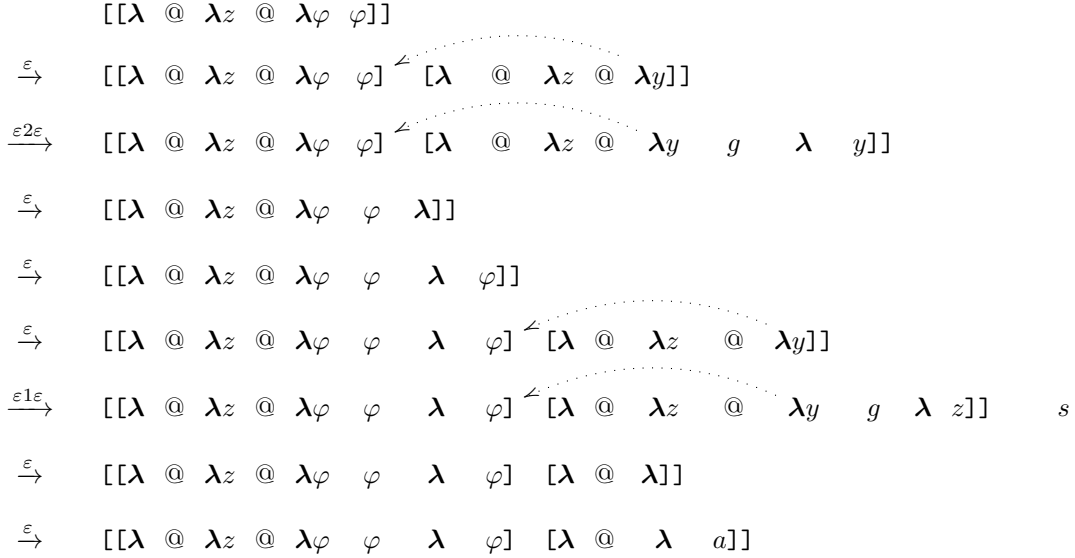 [[λ @ λz @ λφ φ]]
ε→ [[λ @ λz @ λφ φ] [λ @ λz @ λy]]
ε2ε→ [[λ @ λz @ λφ φ] [λ @ λz @ λy g λ y]]
ε→ [[λ @ λz @ λφ φ λ]]
ε→ [[λ @ λz @ λφ φ λ φ]]
ε→ [[λ @ λz @ λφ φ λ φ] [λ @ λz @ λy]]
ε1ε→ [[λ @ λz @ λφ φ λ φ] [λ @ λz @ λy g λ z]] s
ε→ [[λ @ λz @ λφ φ λ φ] [λ @ λ]]
ε→ [[λ @ λz @ λφ φ λ φ] [λ @ λ a]]